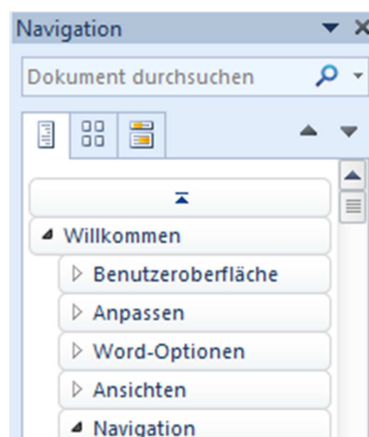 Navigation
Dokument durchsuchen
Willkommen
Benutzeroberfläche
Anpassen
Word-Optionen
Ansichten
Navigation